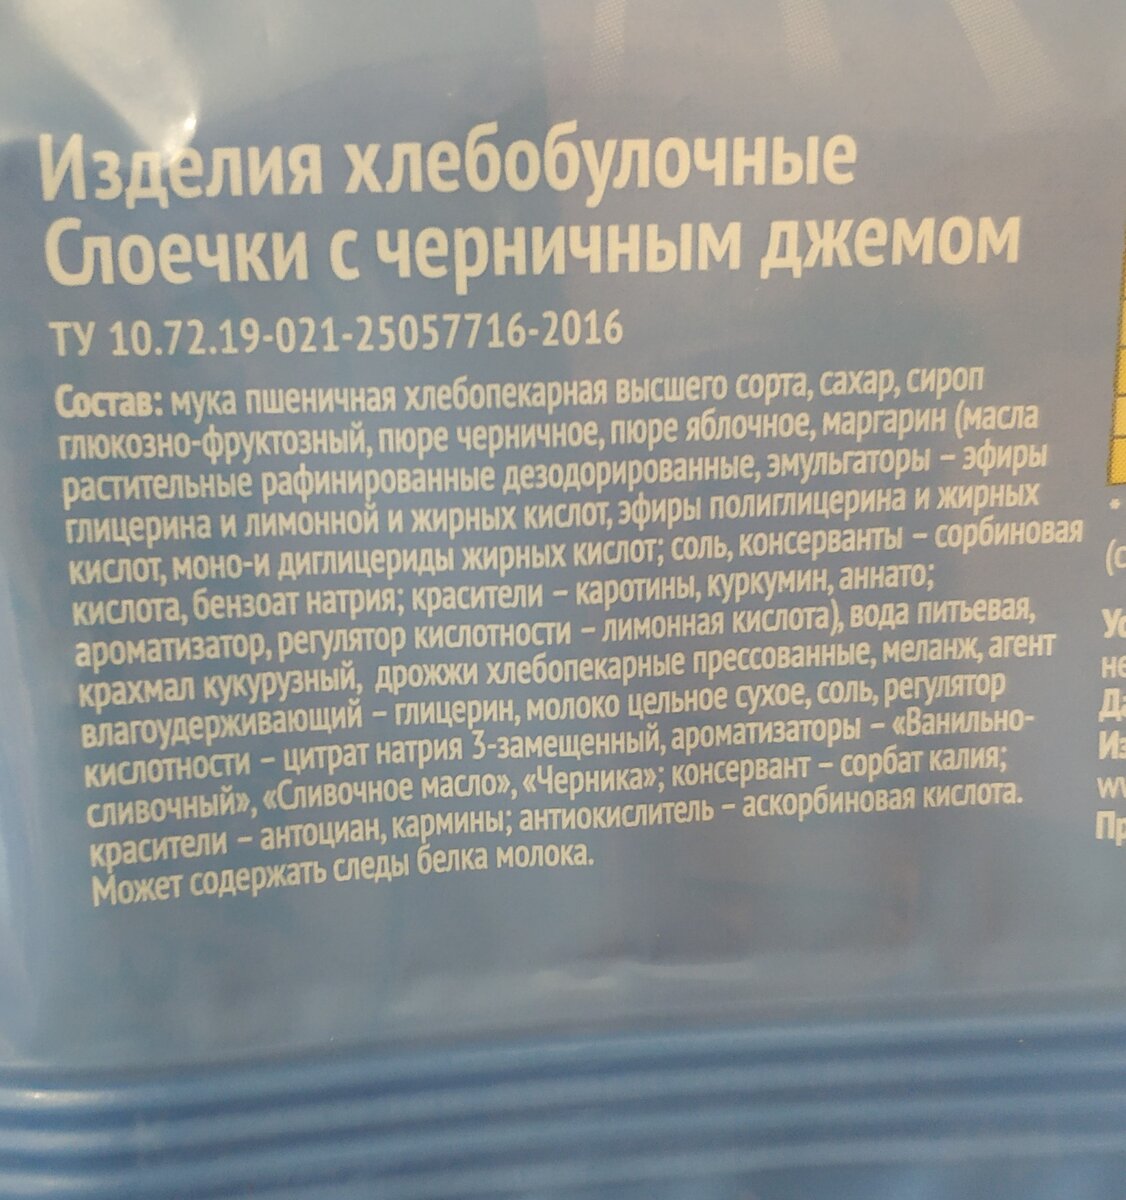 Изделия хлебобулочные
Слоечки с черничным джемом
ТУ 10.72.19-021-25057716-2016
Состав: мука пшеничная хлебопекарная высшего сорта, сахар, сироп
глюкозно-фруктозный, пюре черничное, пюре яблочное, маргарин (масла
растительные рафинированные дезодорированные, эмульгаторы – эфиры
глицерина и лимонной и жирных кислот, эфиры полиглицерина и жирных
кислот, моно-и диглицериды жирных кислот; соль, консерванты – сорбиновая
кислота, бензоат натрия; красители – каротины, куркумин, аннато;
ароматизатор, регулятор кислотности – лимонная кислота), вода питьевая,
крахмал кукурузный, дрожжи хлебопекарные прессованные, меланж, агент
влагоудерживающий – глицерин, молоко цельное сухое, соль, регулятор
кислотности – цитрат натрия 3-замещенный, ароматизаторы – «Ванильно-
сливочный», «Сливочное масло», «Черника»; консервант – сорбат калия;
красители – антоциан, кармины; антиокислитель – аскорбиновая кислота.
Может содержать следы белка молока.